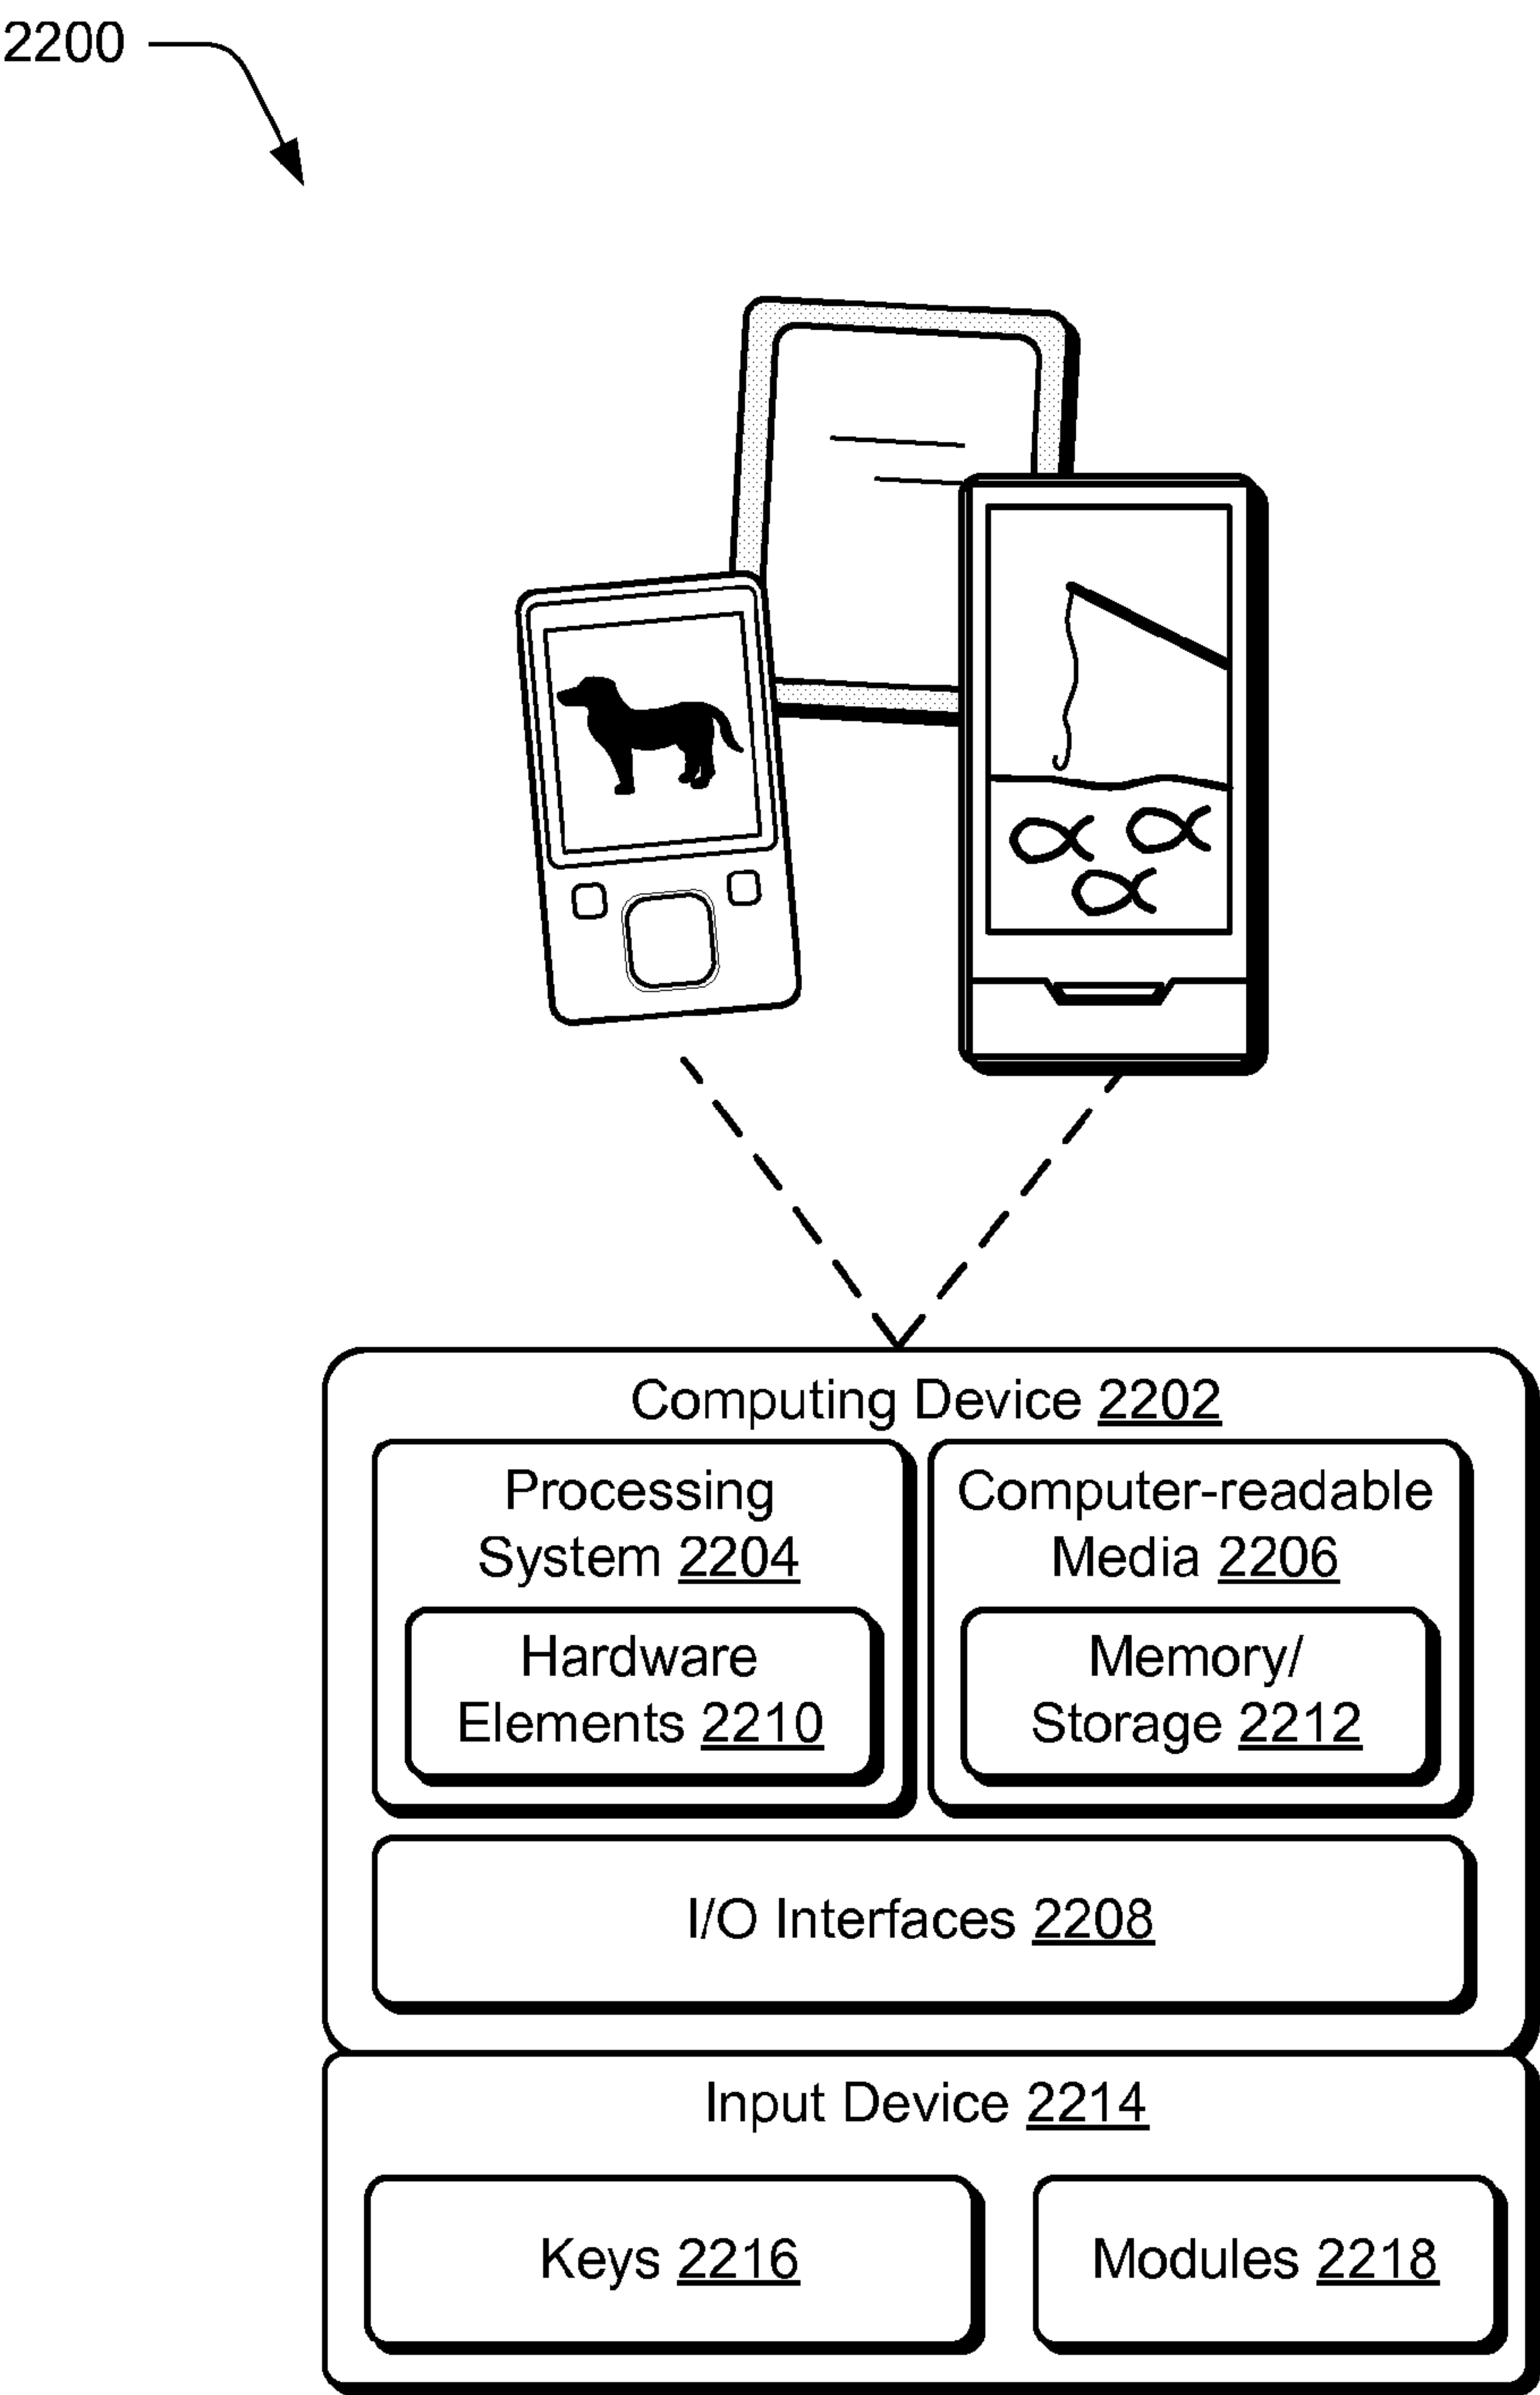 2200
Computing Device 2202
Processing
System 2204
Hardware
Elements 2210
Computer-readable
Media 2206
Memory/
Storage 2212
I/O Interfaces 2208
Input Device 2214
Keys 2216
Modules 2218